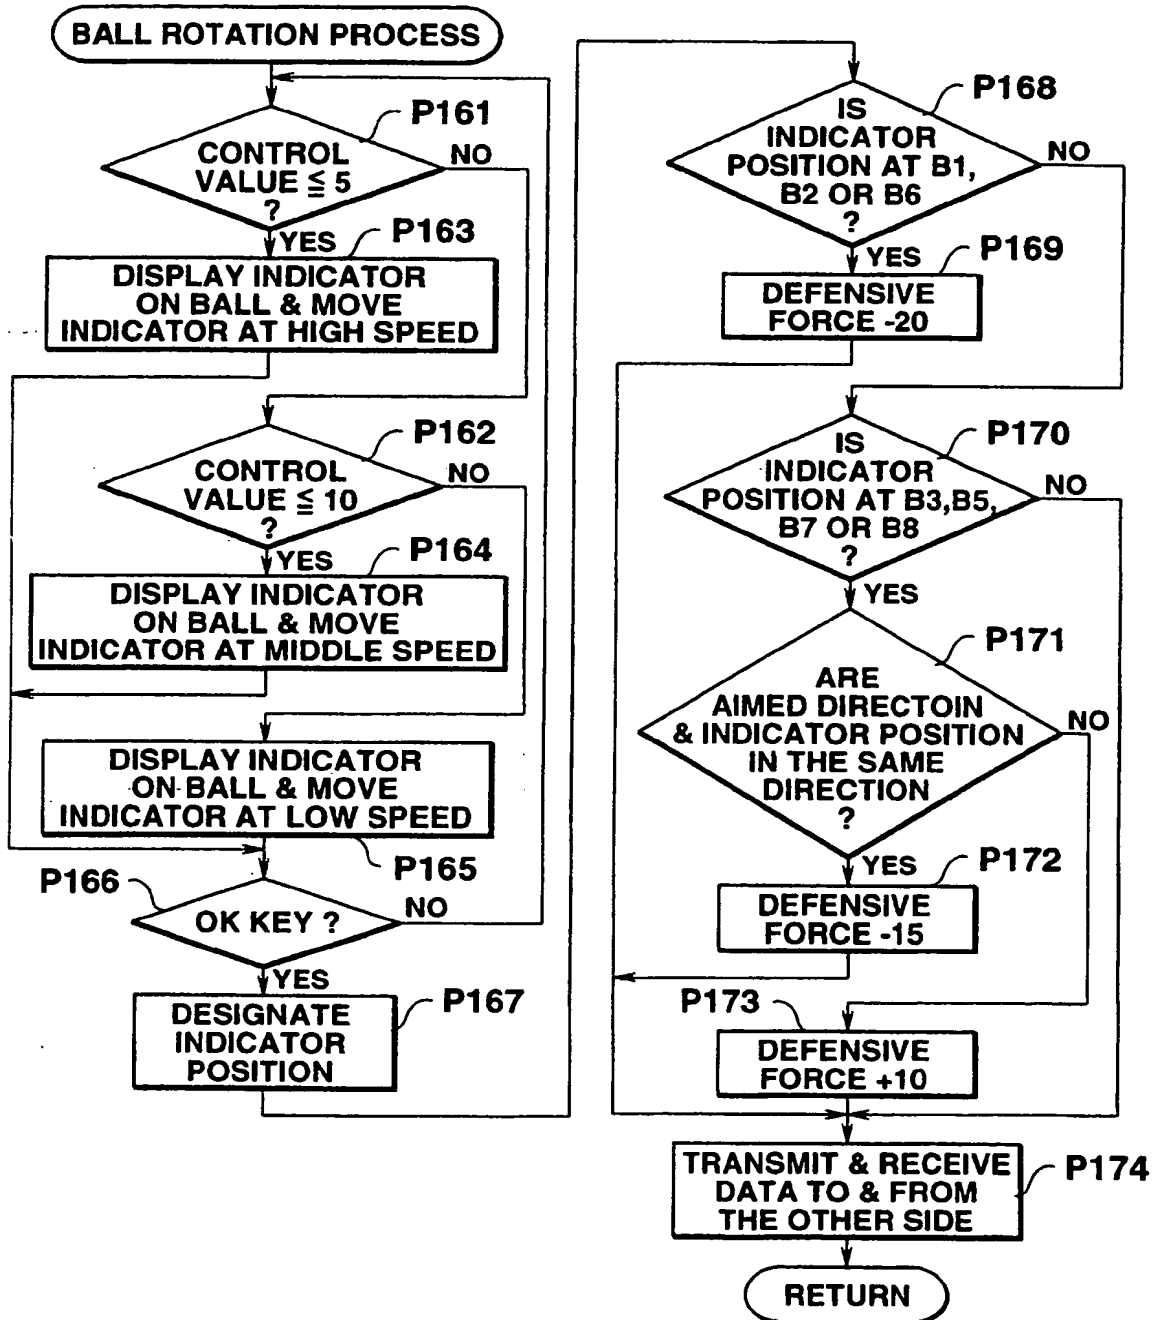 BALL ROTATION PROCESS
P161
CONTROL
VALUE ≦ 5
?
NO
YES
P163
DISPLAY INDICATOR
ON BALL & MOVE
INDICATOR AT HIGH SPEED
P162
CONTROL
VALUE ≦ 10
?
NO
YES
P164
DISPLAY INDICATOR
ON BALL & MOVE
INDICATOR AT MIDDLE SPEED
DISPLAY INDICATOR
ON BALL & MOVE
INDICATOR AT LOW SPEED
P165
P166
OK KEY ?
NO
YES
P167
DESIGNATE
INDICATOR
POSITION
P168
IS
INDICATOR
POSITION AT B1,
B2 OR B6
?
NO
YES
P169
DEFENSIVE
FORCE -20
P170
IS
INDICATOR
POSITION AT B3,B5,
B7 OR B8
?
NO
YES
P171
ARE
AIMED DIRECTOIN
& INDICATOR POSITION
IN THE SAME
DIRECTION
?
NO
YES
P172
DEFENSIVE
FORCE -15
P173
DEFENSIVE
FORCE +10
TRANSMIT & RECEIVE
DATA TO & FROM
THE OTHER SIDE
P174
RETURN